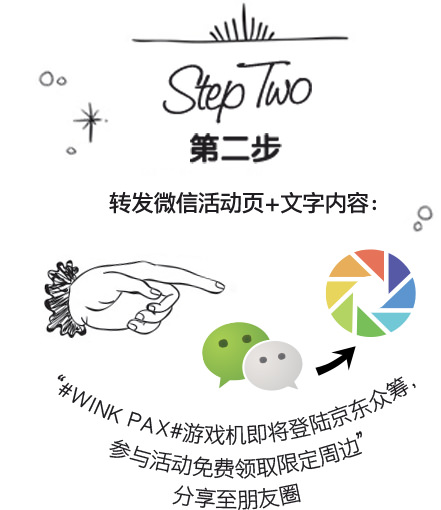 Step Two
第二步
转发微信活动页+文字内容：
“#WINK PAX#游戏机即将登陆京东众筹，
参与活动免费领取限定周边”
分享至朋友圈